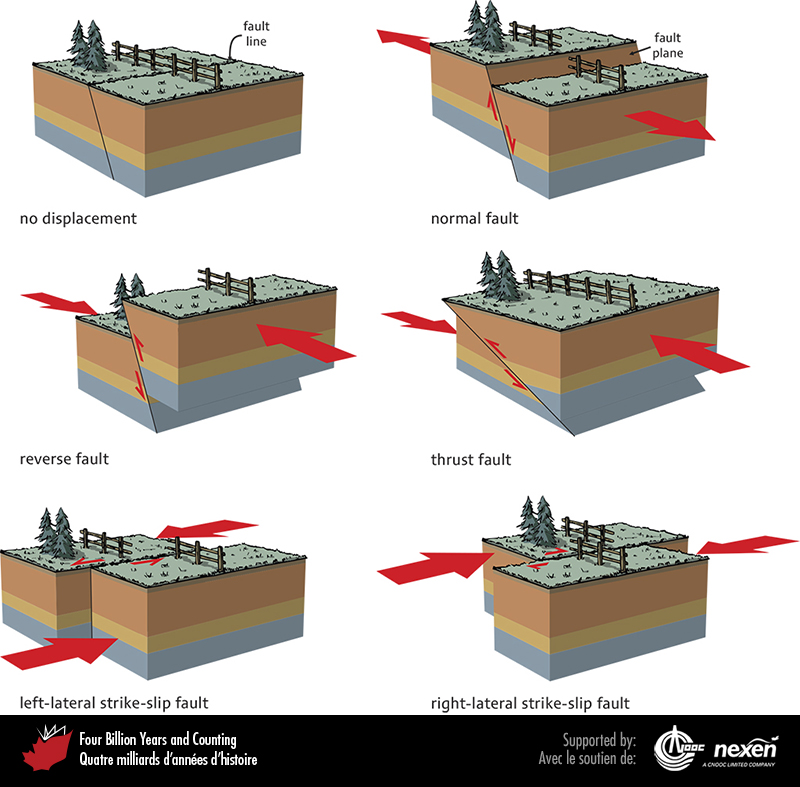 fault
line
fault
plane
no displacement
normal fault
reverse fault
thrust fault
left-lateral strike-slip fault
right-lateral strike-slip fault
Four Billion Years and Counting
Quatre milliards d'années d'histoire
Supported by:
Avec le soutien de:
cnooc
nexen
A CNOOC LIMITED COMPANY